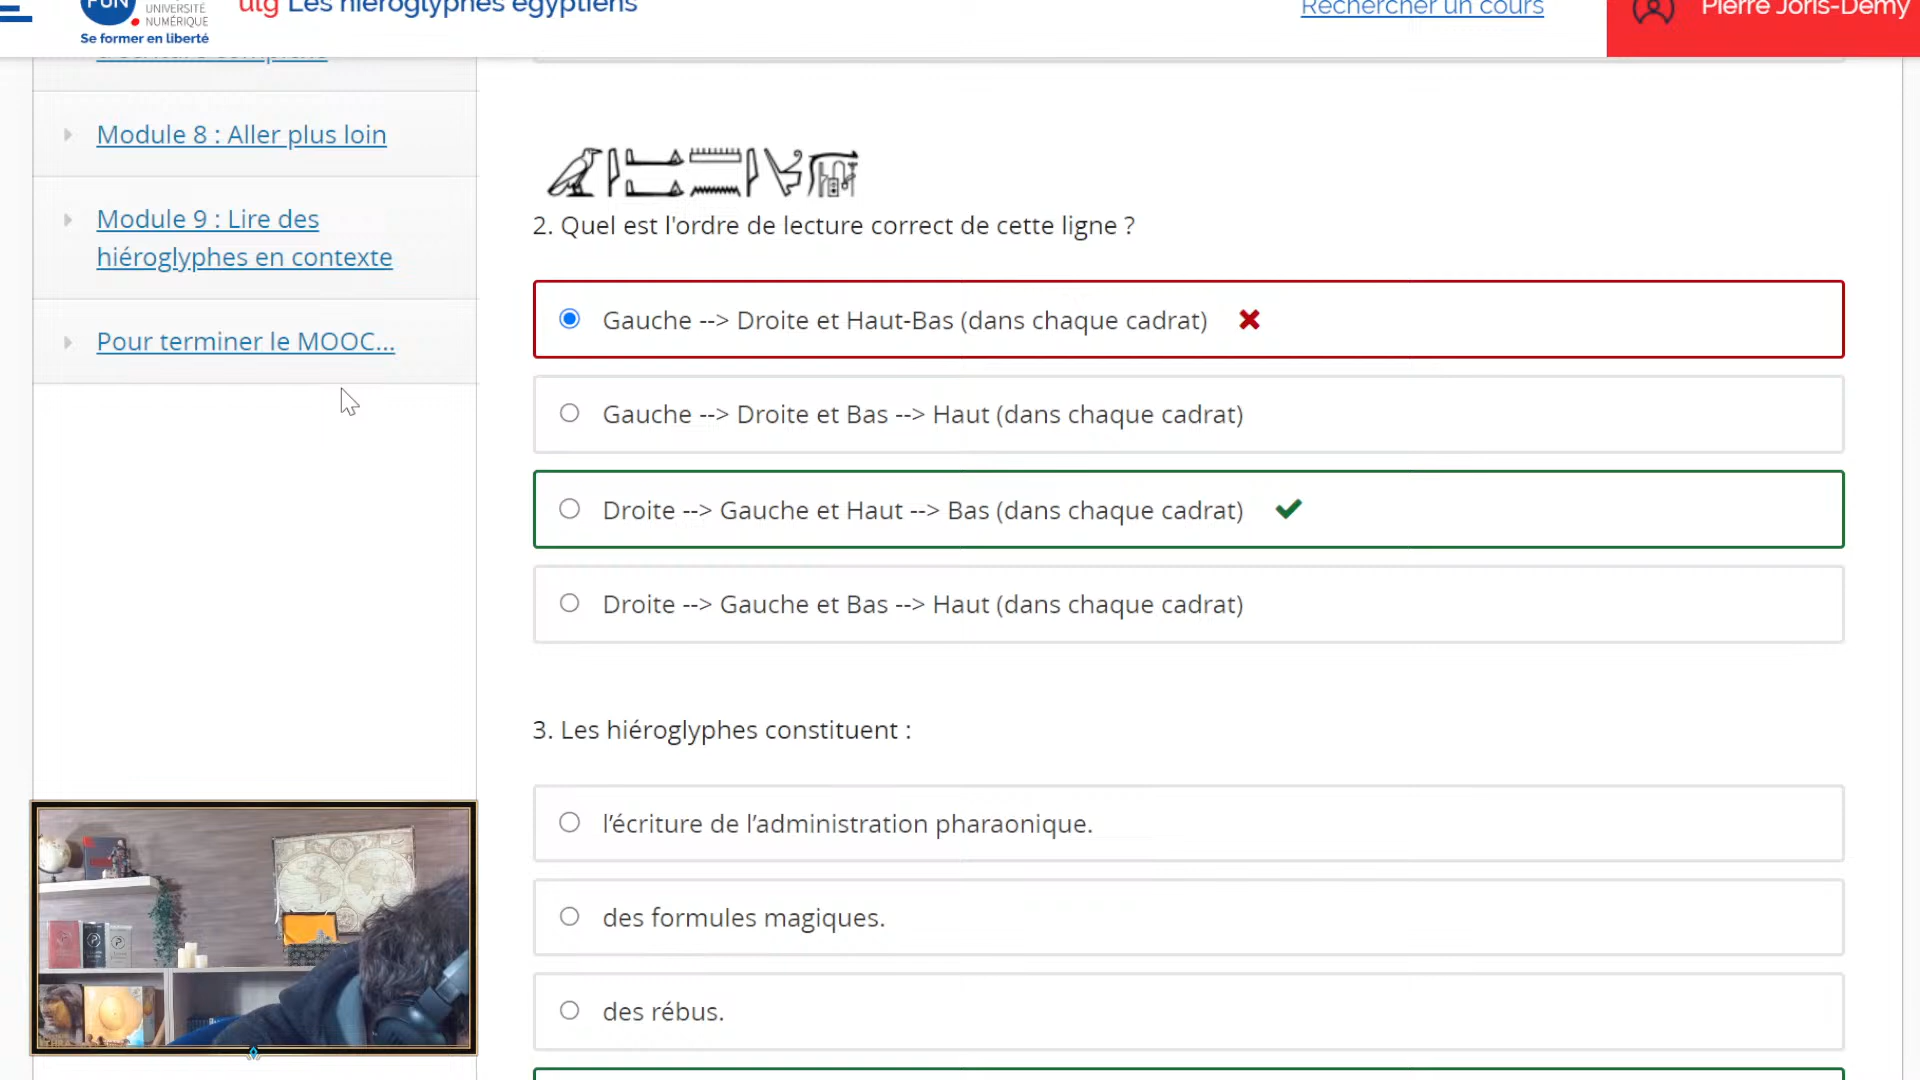 FUN
UNIVERSITÉ
NUMÉRIQUE
Se former en liberté
ulg Les hiéroglyphes égyptiens
Rechercher un cours
Pierre Joris-Demy
d'écriture complexe
Module 8 : Aller plus loin
Module 9 : Lire des
hiéroglyphes en contexte
Pour terminer le MOOC...
2. Quel est l'ordre de lecture correct de cette ligne ?
Gauche --> Droite et Haut-Bas (dans chaque cadrat)
Gauche --> Droite et Bas --> Haut (dans chaque cadrat)
Droite --> Gauche et Haut --> Bas (dans chaque cadrat)
Droite --> Gauche et Bas --> Haut (dans chaque cadrat)
3. Les hiéroglyphes constituent :
l’écriture de l’administration pharaonique.
des formules magiques.
des rébus.